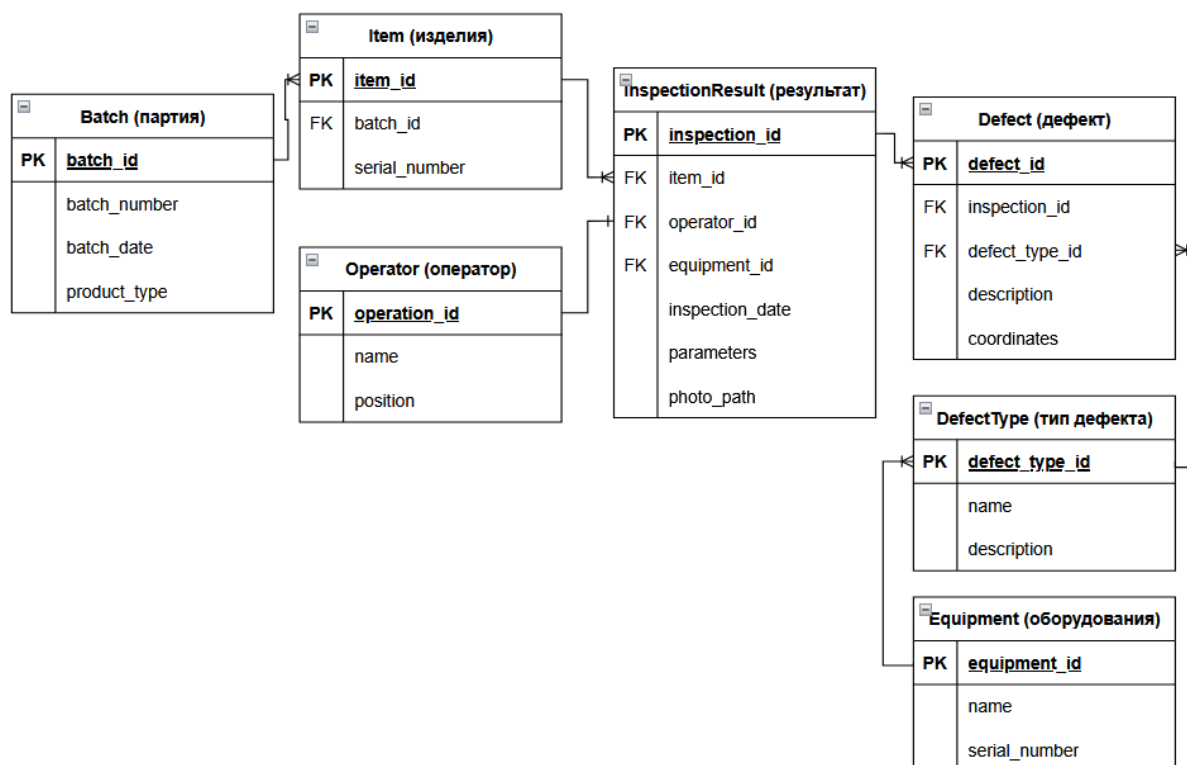 Batch (партия)
PK batch_id
batch_number
batch_date
product_type
Item (изделия)
PK item_id
FK batch_id
serial_number
Operator (оператор)
PK operation_id
name
position
InspectionResult (результат)
PK inspection_id
FK item_id
FK operator_id
FK equipment_id
inspection_date
parameters
photo_path
Defect (дефект)
PK defect_id
FK inspection_id
FK defect_type_id
description
coordinates
DefectType (тип дефекта)
PK defect_type_id
name
description
Equipment (оборудования)
PK equipment_id
name
serial_number